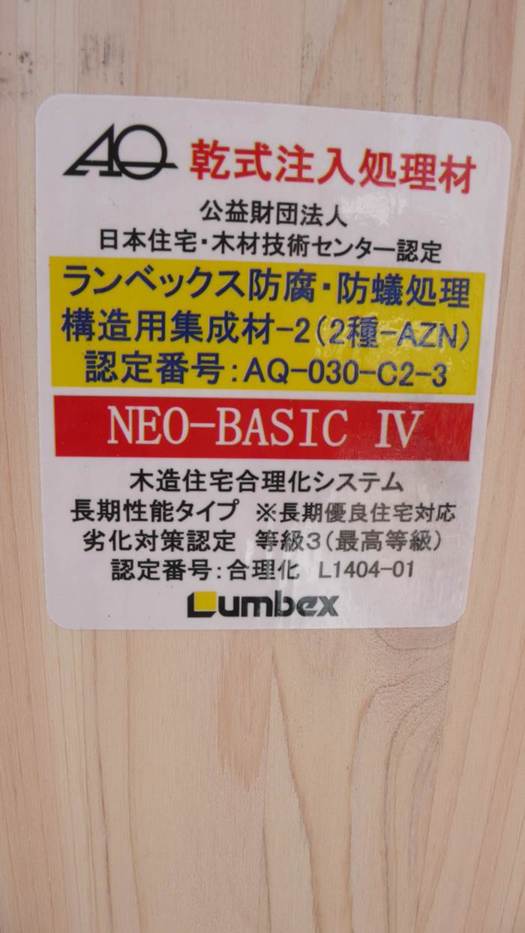 AQ 乾式注入処理材
公益財団法人
日本住宅・木材技術センター認定
ランベックス防腐・防蟻処理
構造用集成材-2(2種-AZN)
認定番号:AQ-030-C2-3
NEO-BASIC Ⅳ
木造住宅合理化システム
長期性能タイプ ※長期優良住宅対応
劣化対策認定 等級3(最高等級)
認定番号:合理化 L1404-01
Lumbex